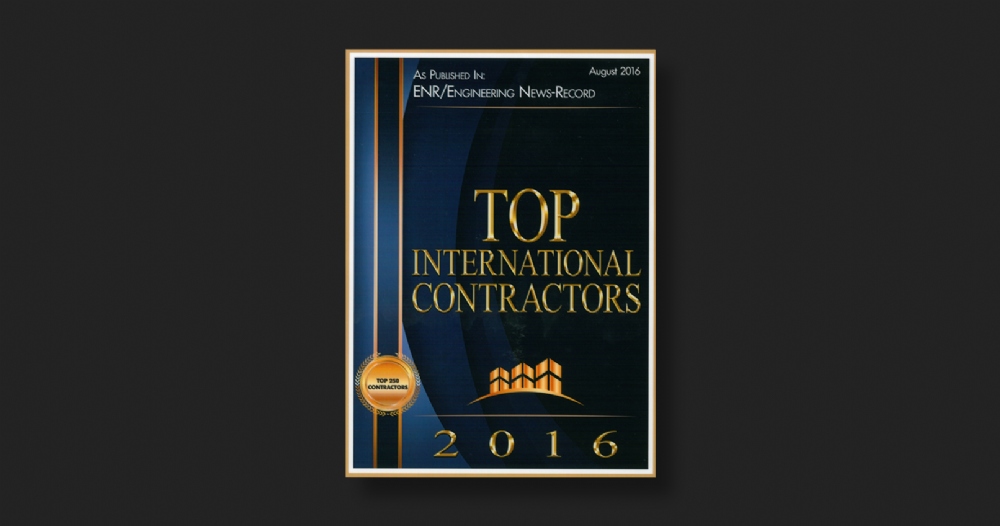 As Published In:
August 2016
ENR/Engineering News-Record
TOP
INTERNATIONAL
CONTRACTORS
TOP 250
CONTRACTORS
2016